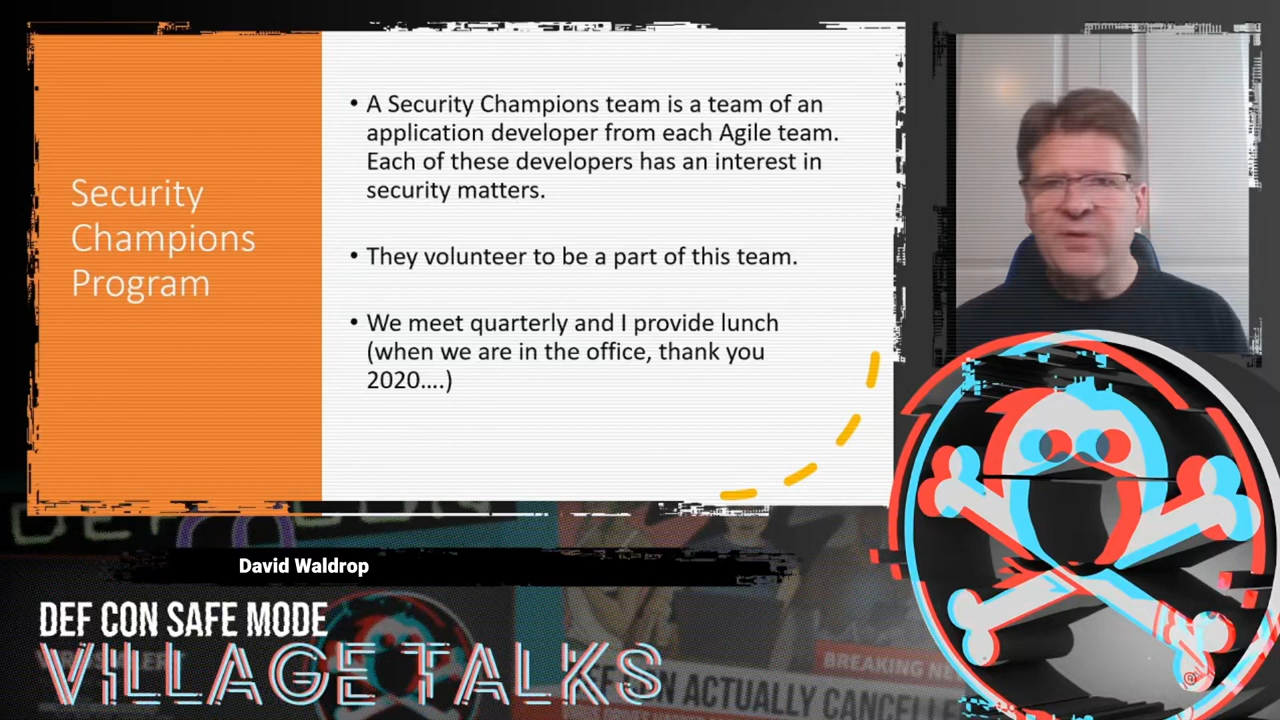 Security
Champions
Program
• A Security Champions team is a team of an
application developer from each Agile team.
Each of these developers has an interest in
security matters.
• They volunteer to be a part of this team.
• We meet quarterly and I provide lunch
(when we are in the office, thank you
2020....)
David Waldrop
DEF CON SAFE MODE
VILLAGE TALKS
DEF CON
BREAKING
ACTUALLY